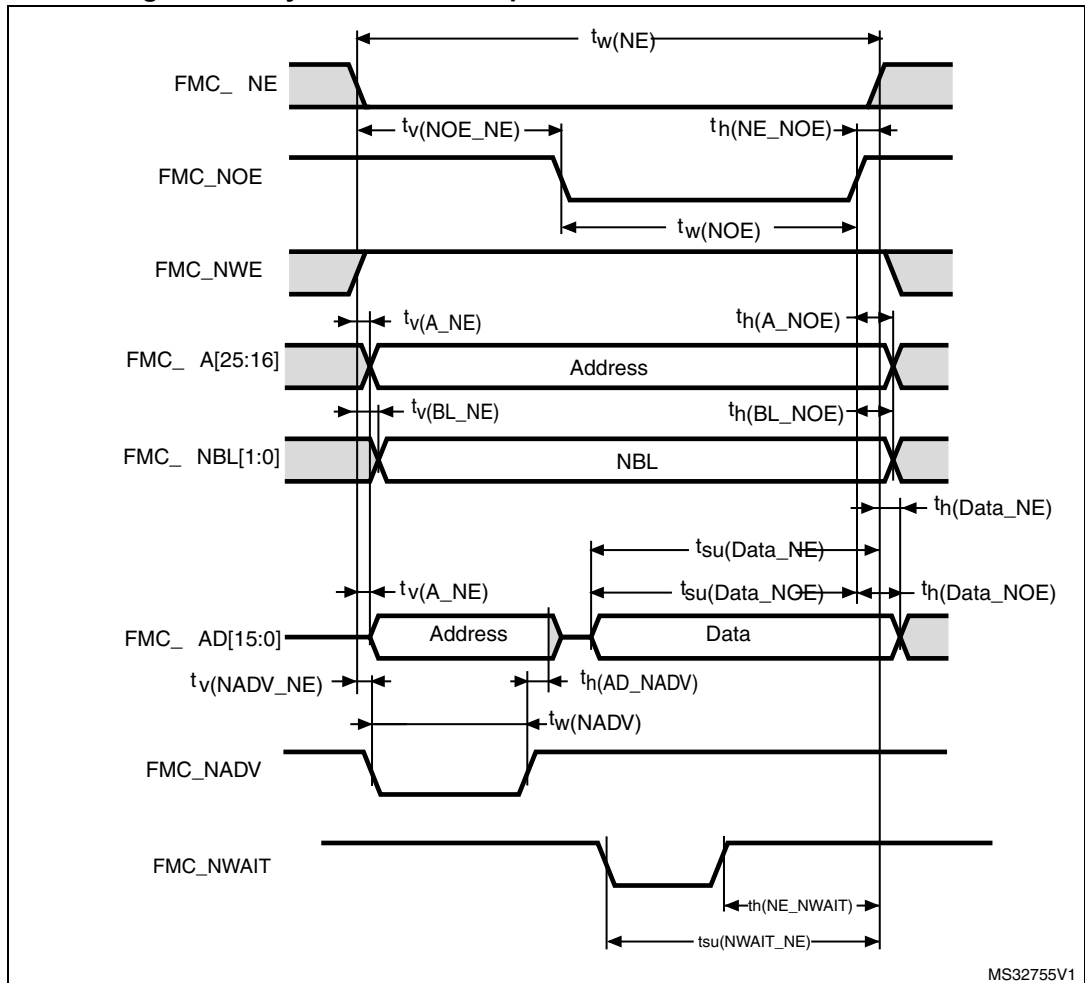 tw(NE)
FMC_ NE
tv(NOE_NE)
th(NE_NOE)
FMC_NOE
tw(NOE)
FMC_NWE
tv(A_NE)
th(A_NOE)
FMC_ A[25:16]
Address
tv(BL_NE)
th(BL_NOE)
FMC_ NBL[1:0]
NBL
th(Data_NE)
tsu(Data_NE)
tv(A_NE)
tsu(Data_NOE)
th(Data_NOE)
FMC_ AD[15:0]
Address
Data
tv(NADV_NE)
th(AD_NADV)
tw(NADV)
FMC_NADV
FMC_NWAIT
th(NE_NWAIT)
tsu(NWAIT_NE)
MS32755V1